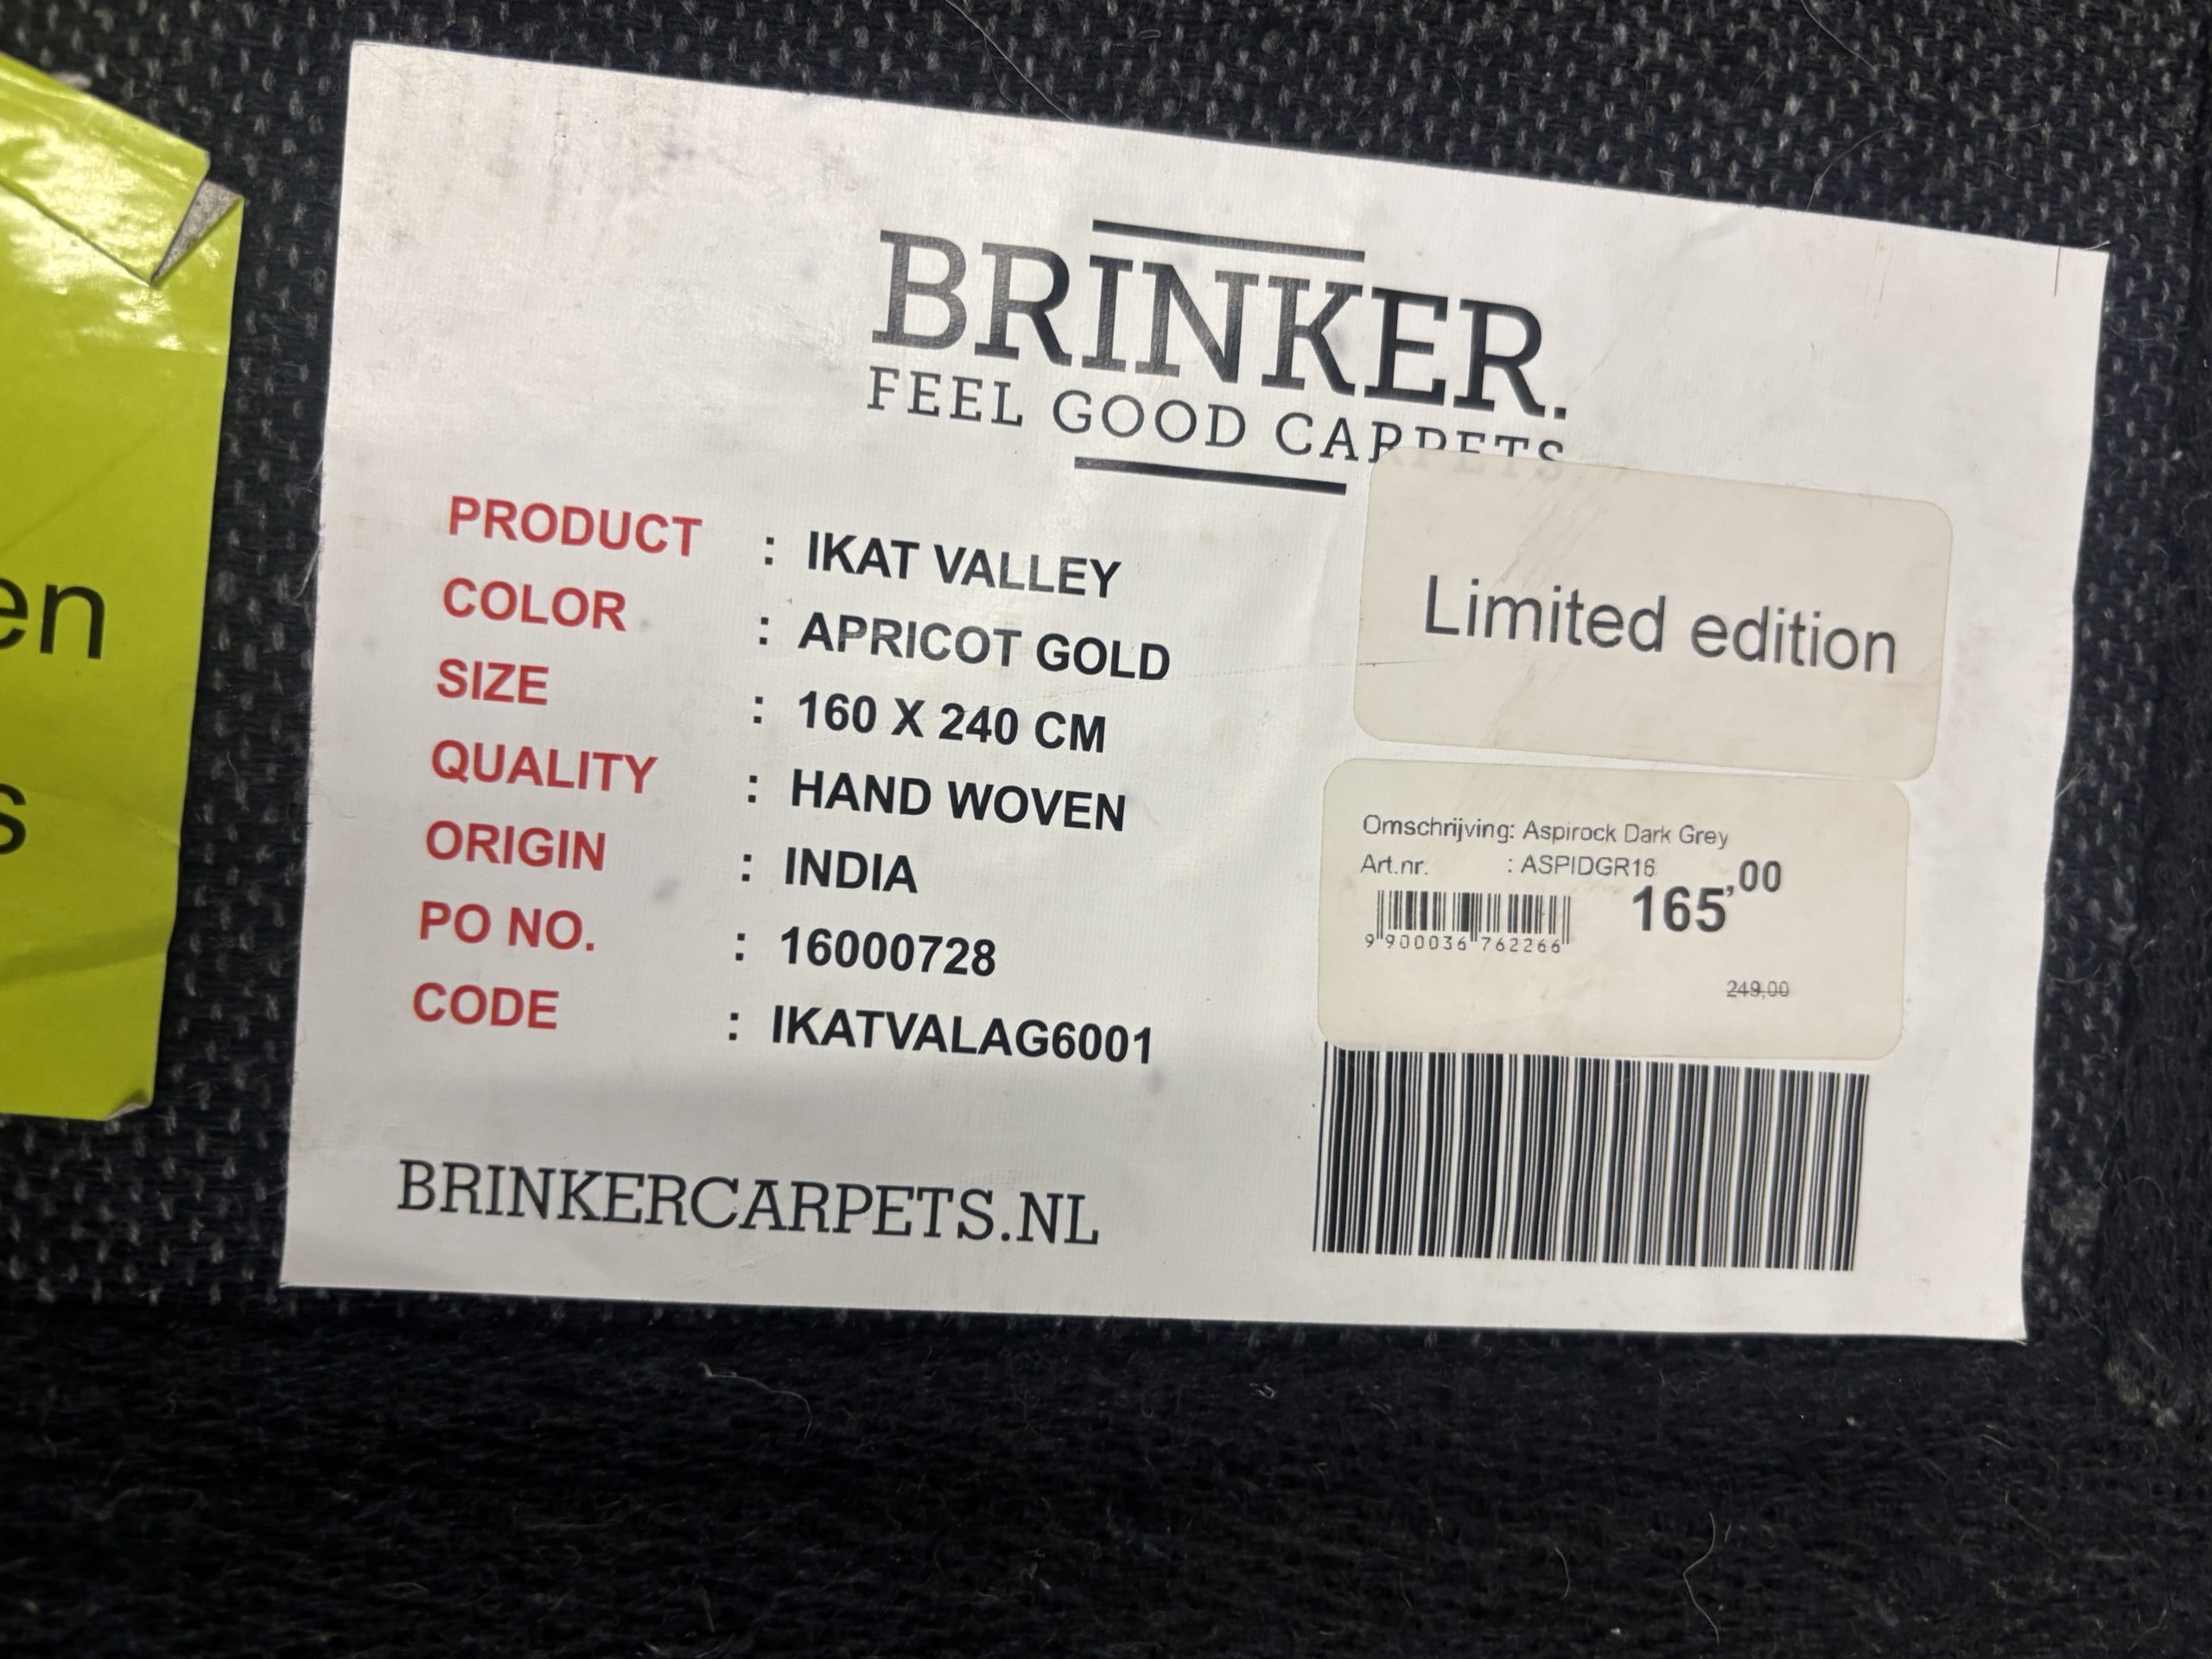 en
s
BRINKER.
FEEL GOOD CARPETS
PRODUCT : IKAT VALLEY
COLOR : APRICOT GOLD
SIZE : 160 X 240 CM
QUALITY : HAND WOVEN
ORIGIN : INDIA
PO NO. : 16000728
CODE : IKATVALAG6001
BRINKERCARPETS.NL
Limited edition
Omschrijving: Aspirock Dark Grey
Art.nr. : ASPIDGR16
165,00
9 900036 762266
249,00